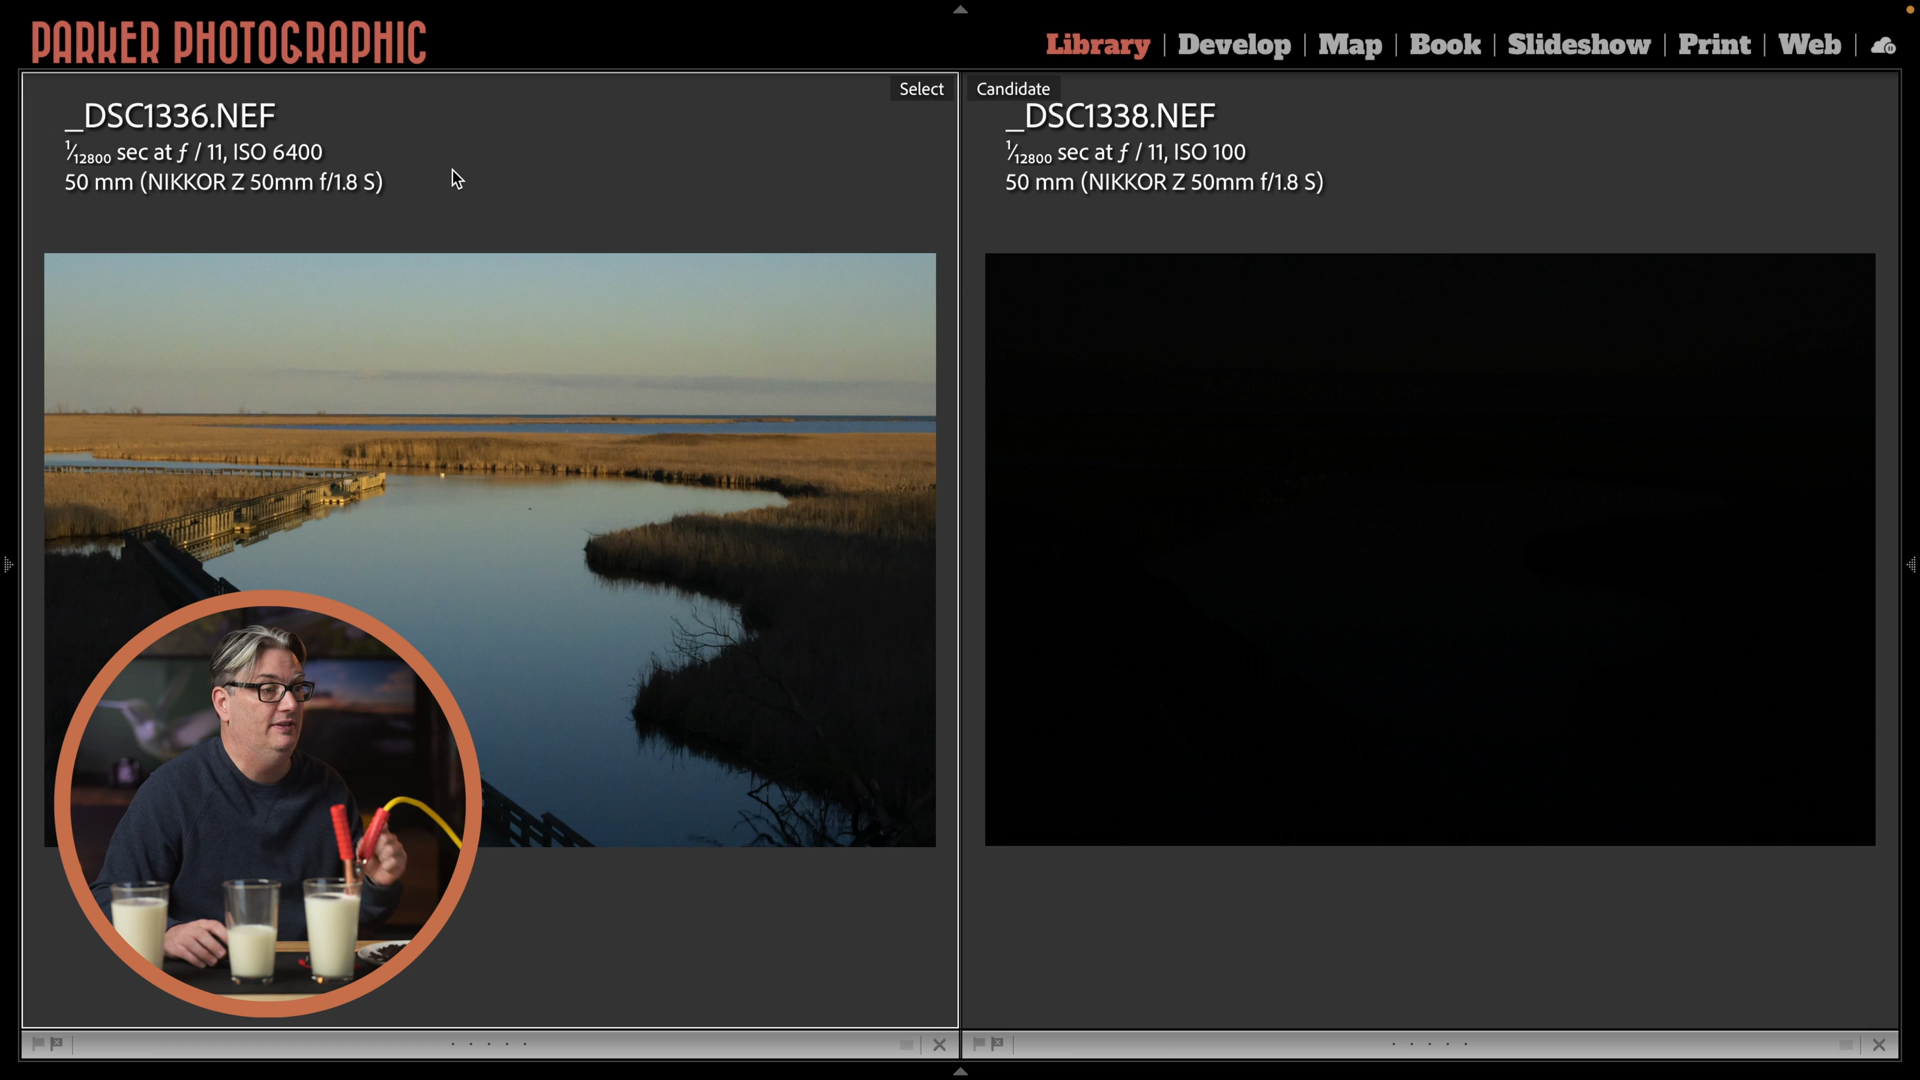 PARKER PHOTOGRAPHIC
Library | Develop | Map | Book | Slideshow | Print | Web |
Select
_DSC1336.NEF
1/12800 sec at ƒ / 11, ISO 6400
50 mm (NIKKOR Z 50mm f/1.8 S)
Candidate
_DSC1338.NEF
1/12800 sec at ƒ / 11, ISO 100
50 mm (NIKKOR Z 50mm f/1.8 S)